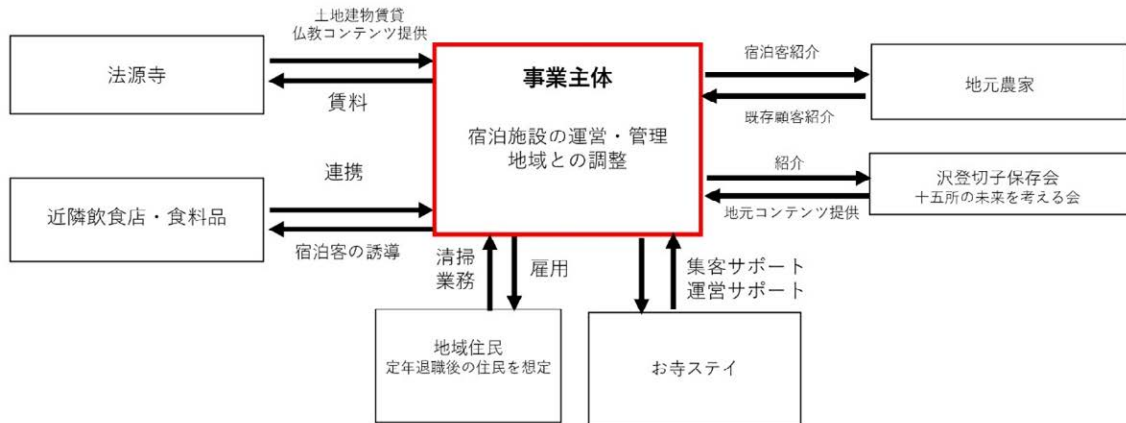 土地建物賃貸
仏教コンテンツ提供
法源寺
賃料
事業主体
宿泊施設の運営・管理
地域との調整
宿泊客紹介
地元農家
既存顧客紹介
近隣飲食店・食料品
連携
宿泊客の誘導
紹介
沢登切子保存会
十五所の未来を考える会
地元コンテンツ提供
清掃
業務
雇用
集客サポート
運営サポート
地域住民
定年退職後の住民を想定
お寺ステイ